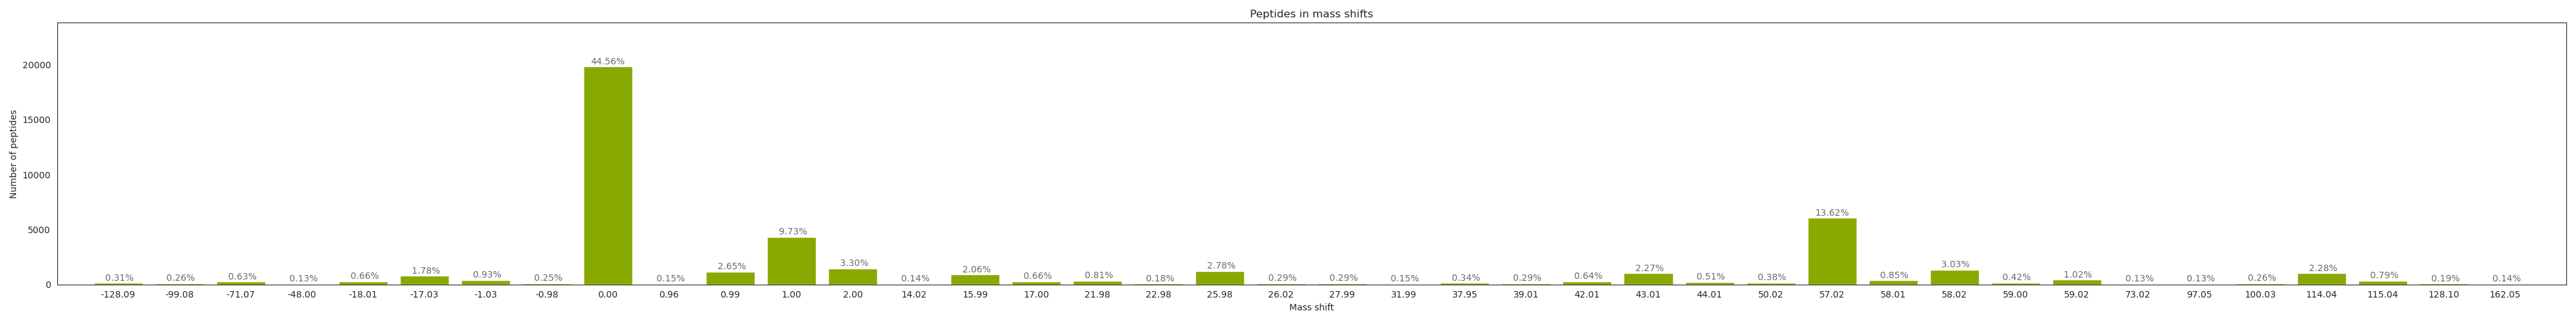 Peptides in mass shifts
Number of peptides
20000
15000
10000
5000
0
0.31% 0.26% 0.63% 0.13% 0.66% 1.78% 0.93% 0.25% 44.56% 0.15% 2.65% 9.73% 3.30% 0.14% 2.06% 0.66% 0.81% 0.18% 2.78% 0.29% 0.29% 0.15% 0.34% 0.29% 0.64% 2.27% 0.51% 0.38% 13.62% 0.85% 3.03% 0.42% 1.02% 0.13% 0.13% 0.26% 2.28% 0.79% 0.19% 0.14%
-128.09 -99.08 -71.07 -48.00 -18.01 -17.03 -1.03 -0.98 0.00 0.96 0.99 1.00 2.00 14.02 15.99 17.00 21.98 22.98 25.98 26.02 27.99 31.99 37.95 39.01 42.01 43.01 44.01 50.02 57.02 58.01 58.02 59.00 59.02 73.02 97.05 100.03 114.04 115.04 128.10 162.05
Mass shift